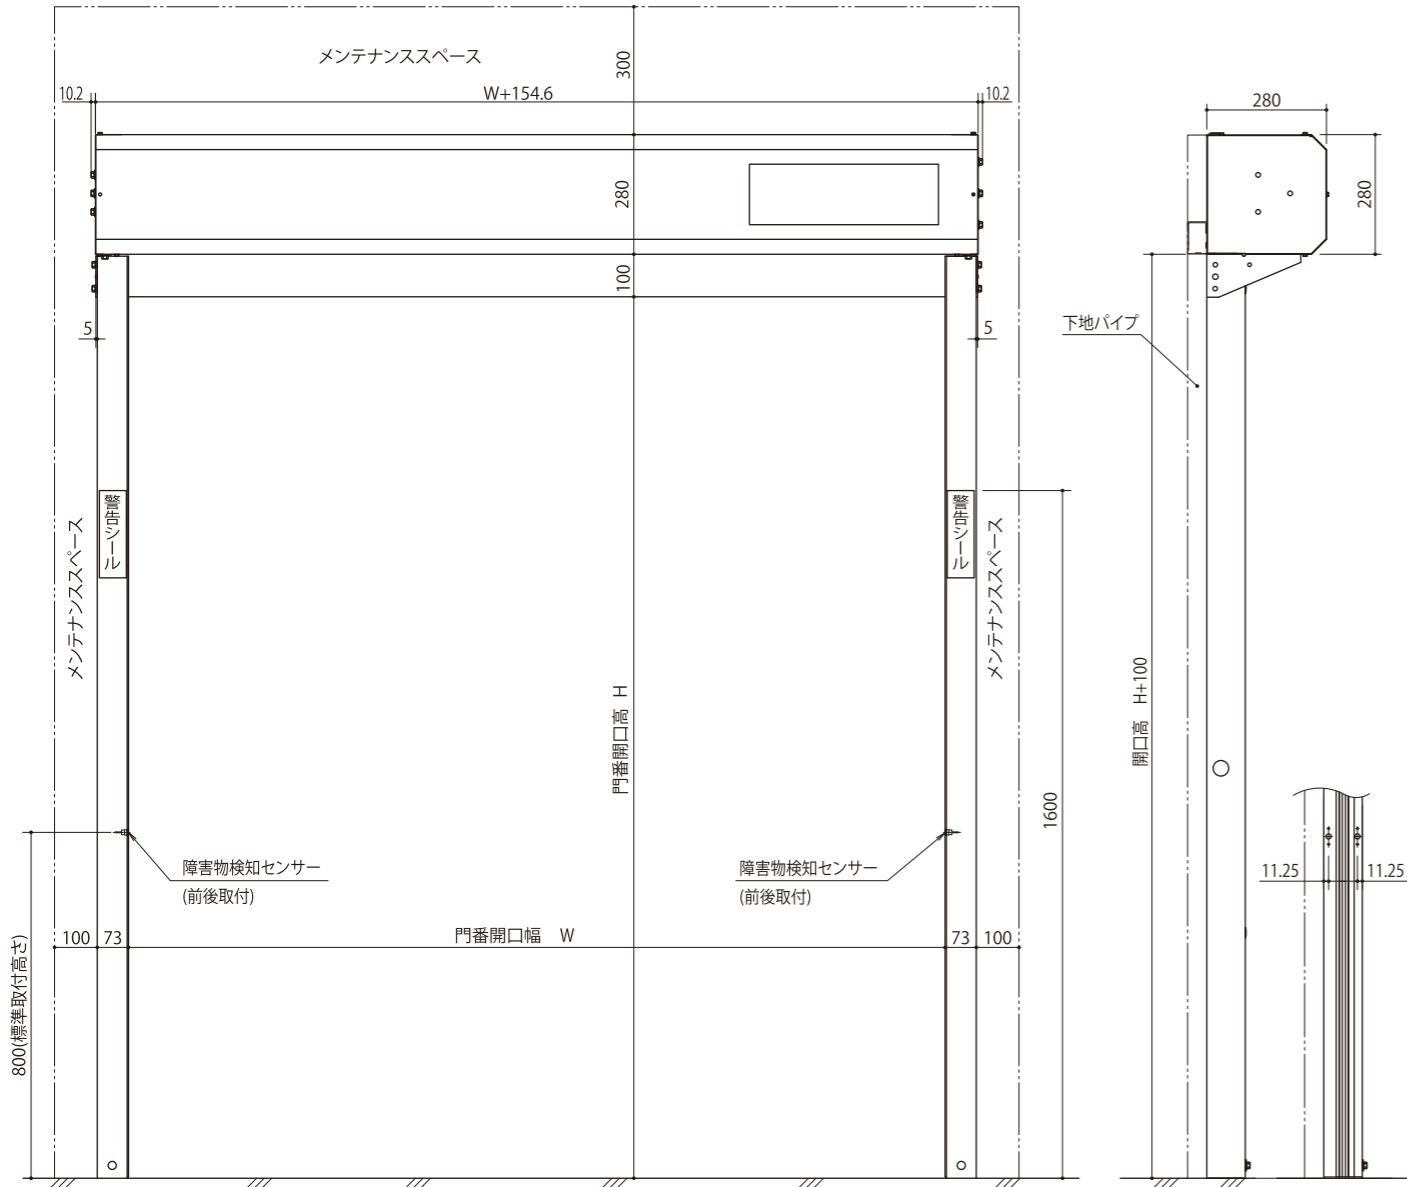 メンテナンススペース
300
10.2
W+154.6
10.2
280
280
280
100
5
5
下地パイプ
警告シール
警告シール
メンテナンススペース
メンテナンススペース
門番開口高 H
開口高 H+100
1600
障害物検知センサー
(前後取付)
障害物検知センサー
(前後取付)
11.25
11.25
100
73
門番開口幅 W
73
100
800(標準取付高さ)